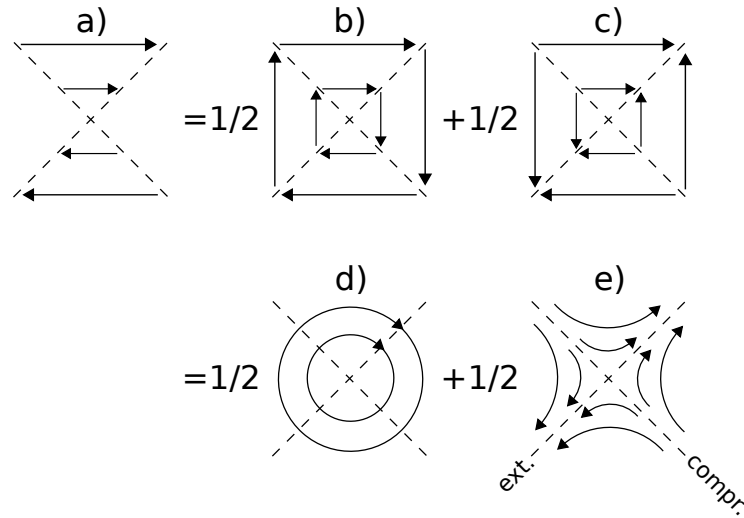 a) b) c)
=1/2 +1/2
d) e)
=1/2 +1/2
ext. compr.